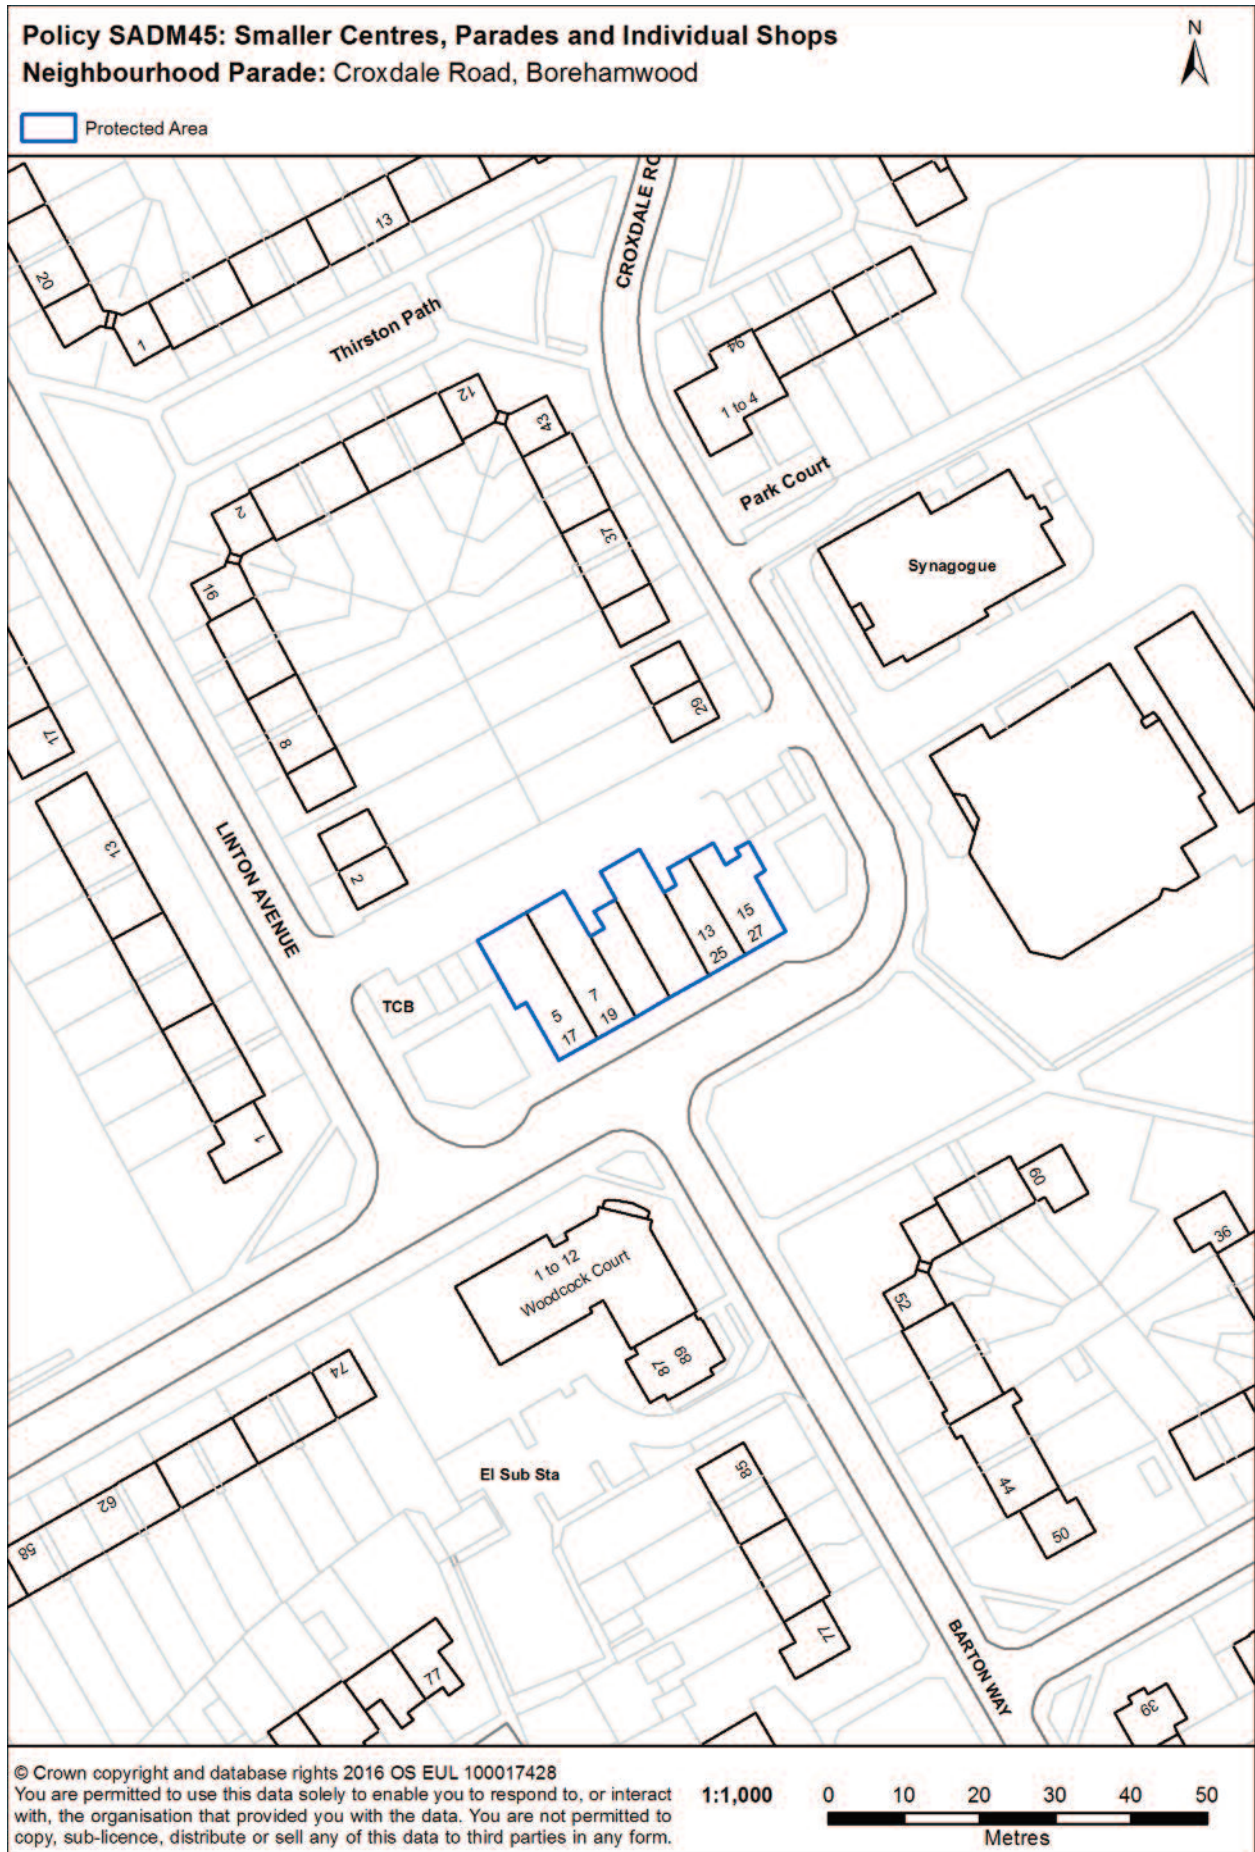 Policy SADM45: Smaller Centres, Parades and Individual Shops
Neighbourhood Parade: Croxdale Road, Borehamwood
N
Protected Area
CROXDALE RO
13
20
1
Thirston Path
94
1 to 4
12
43
Park Court
2
37
Synagogue
16
29
17
8
13
LINTON AVENUE
2
15
13
27
25
TCB
7
5
19
17
1
60
36
1 to 12
Woodcock Court
52
89
87
74
85
El Sub Sta
44
62
50
58
77
BARTON WAY
77
39
© Crown copyright and database rights 2016 OS EUL 100017428
You are permitted to use this data solely to enable you to respond to, or interact
with, the organisation that provided you with the data. You are not permitted to
copy, sub-licence, distribute or sell any of this data to third parties in any form.
1:1,000
0 10 20 30 40 50
Metres